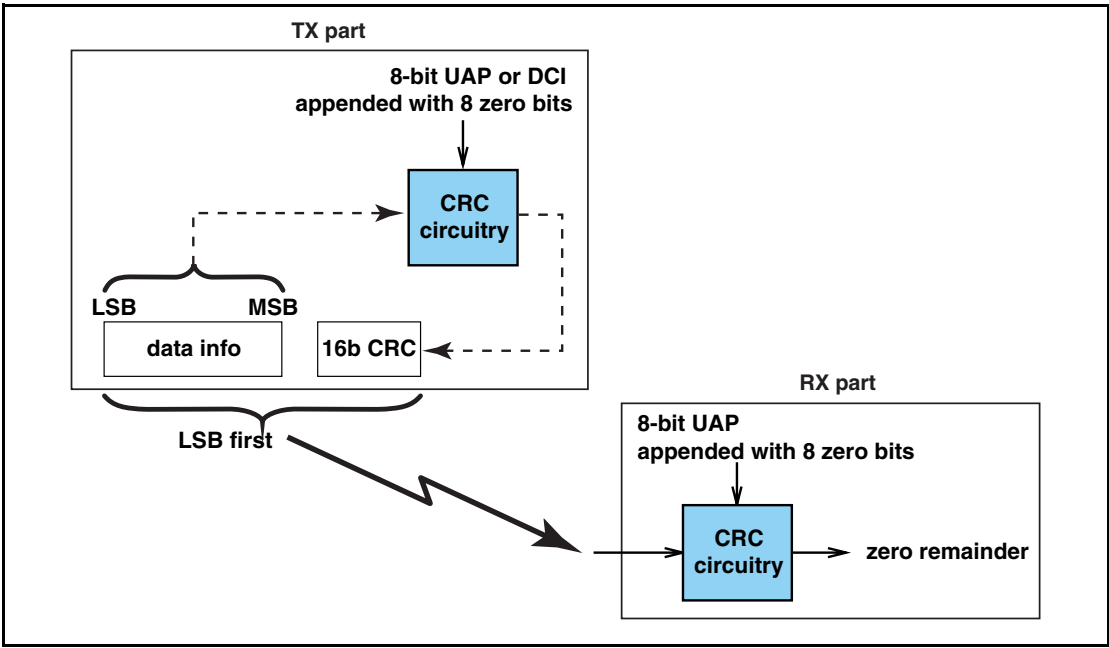 TX part
8-bit UAP or DCI
appended with 8 zero bits
CRC
circuitry
LSB
MSB
data info
16b CRC
LSB first
RX part
8-bit UAP
appended with 8 zero bits
CRC
circuitry
zero remainder